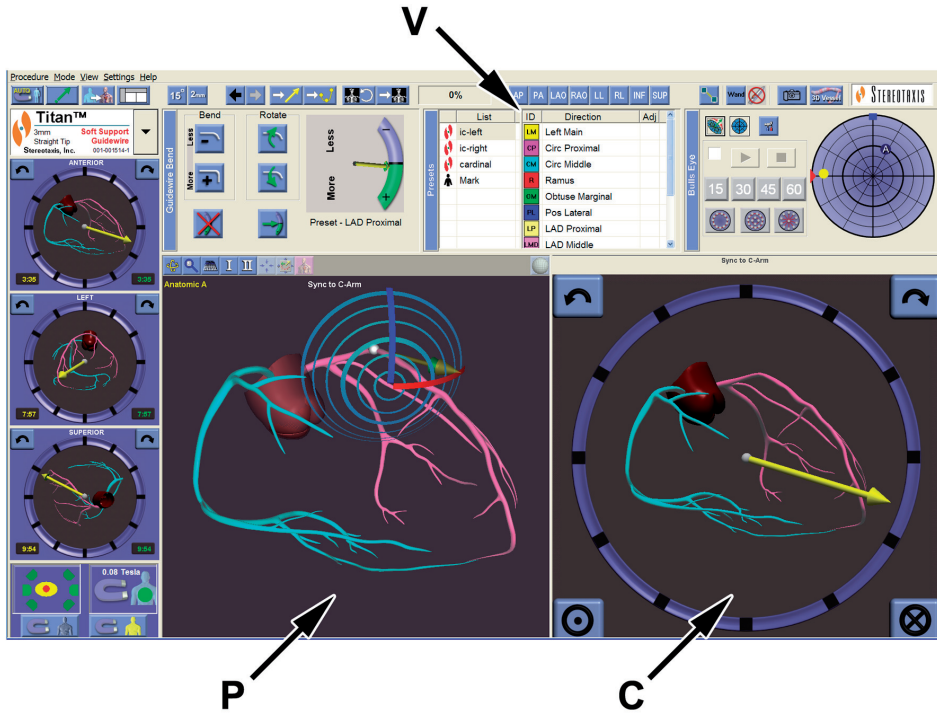 V
Procedure Mode View Settings Help
AUTO
15° 2mm
0%
AP PA LAO RAO LL RL INF SUP
Wand
3D Vessel
STEREOTAXIS
Titan™
3mm
Straight Tip
Soft Support
Guidewire
Stereotaxis, Inc. 001-001514-1
Guidewire Bend
Bend
Less
More
Rotate
Less
More
Preset - LAD Proximal
Presets
List ID Direction Adj
ic-left LM Left Main
ic-right CP Circ Proximal
cardinal CM Circ Middle
Mark R Ramus
OM Obtuse Marginal
PL Pos Lateral
LP LAD Proximal
LMD LAD Middle
Bulls Eye
A
15 30 45 60
ANTERIOR
3:35 3:35
LEFT
7:57 7:57
SUPERIOR
9:54 9:54
0.08 Tesla
I II
Anatomic A Sync to C-Arm
Sync to C-Arm
P
C